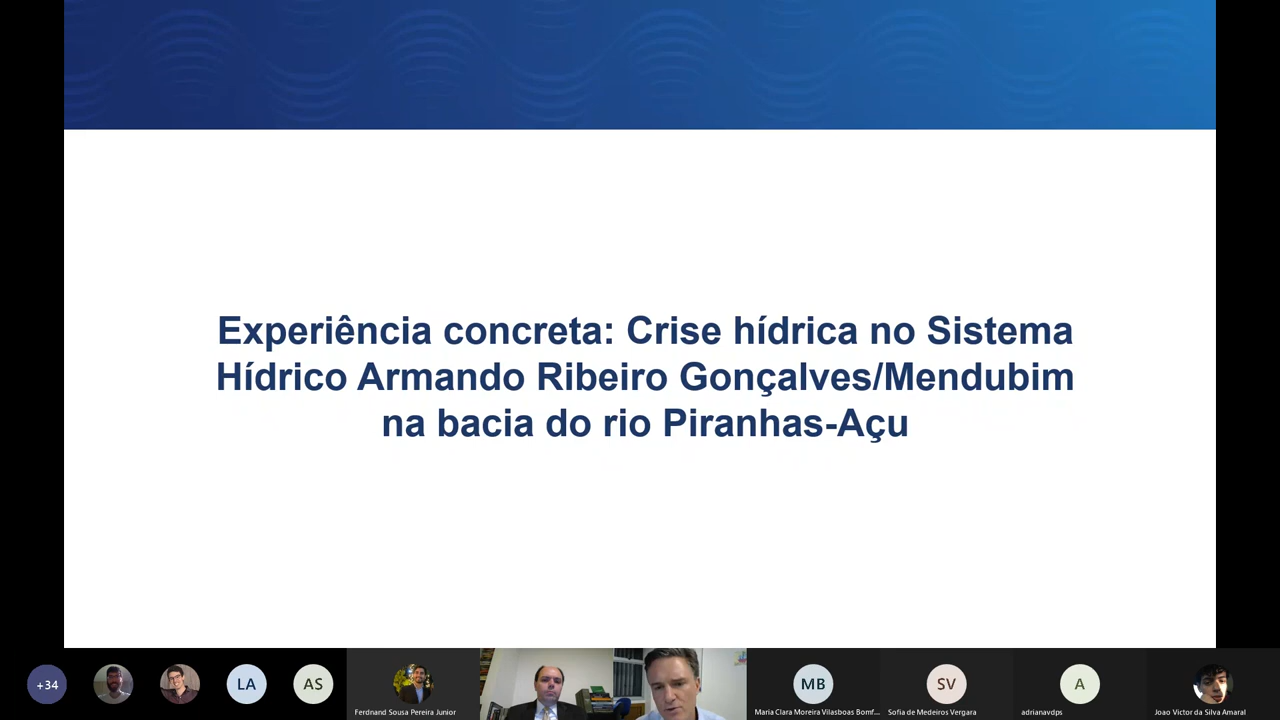 Experiência concreta: Crise hídrica no Sistema
Hídrico Armando Ribeiro Gonçalves/Mendubim
na bacia do rio Piranhas-Açu
+34
LA
AS
MB
SV
A
Ferdnand Sousa Pereira Junior
Maria Clara Moreira Vilasboas Bomf...
Sofia de Medeiros Vergara
adrianavdps
Joao Victor da Silva Amaral